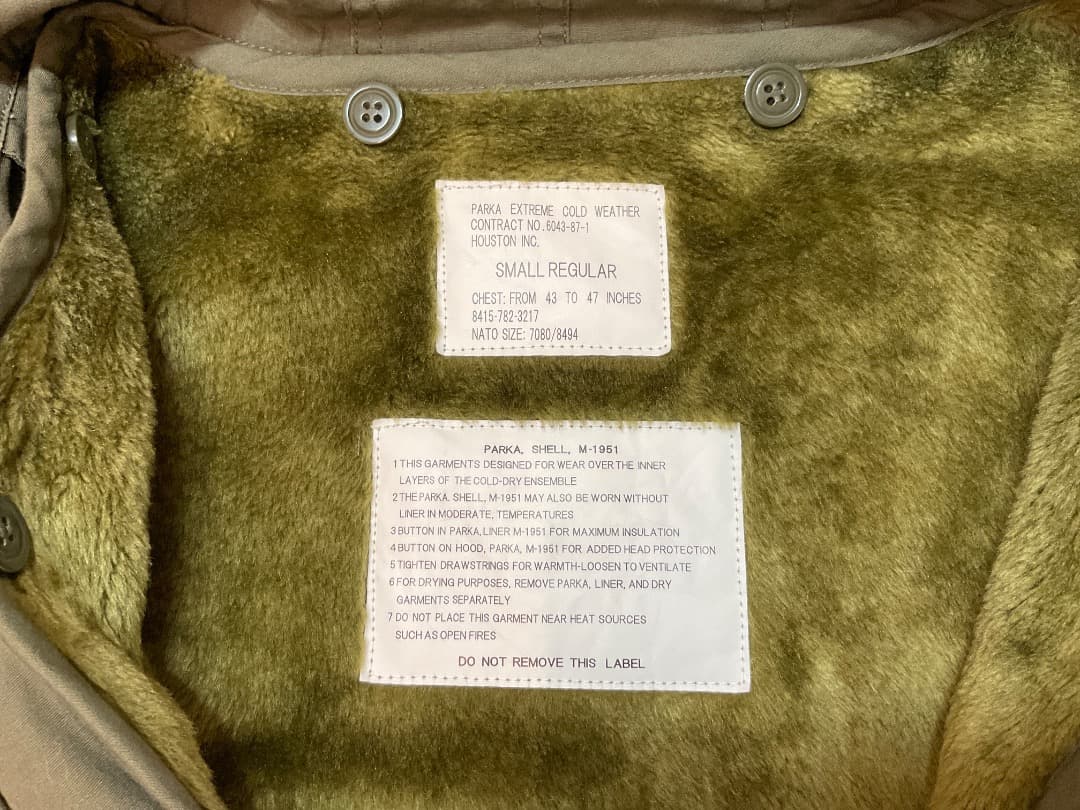 PARKA EXTREME COLD WEATHER
CONTRACT NO.6043-87-1
HOUSTON INC.
SMALL REGULAR
CHEST: FROM 43 TO 47 INCHES
8415-782-3217
NATO SIZE: 7080/8494
PARKA, SHELL, M-1951
1 THIS GARMENTS DESIGNED FOR WEAR OVER THE INNER
LAYERS OF THE COLD-DRY ENSEMBLE
2 THE PARKA. SHELL, M-1951 MAY ALSO BE WORN WITHOUT
LINER IN MODERATE, TEMPERATURES
3 BUTTON IN PARKA, LINER M-1951 FOR MAXIMUM INSULATION
4 BUTTON ON HOOD, PARKA, M-1951 FOR ADDED HEAD PROTECTION
5 TIGHTEN DRAWSTRINGS FOR WARMTH-LOOSEN TO VENTILATE
6 FOR DRYING PURPOSES, REMOVE PARKA, LINER, AND DRY
GARMENTS SEPARATELY
7 DO NOT PLACE THIS GARMENT NEAR HEAT SOURCES
SUCH AS OPEN FIRES
DO NOT REMOVE THIS LABEL